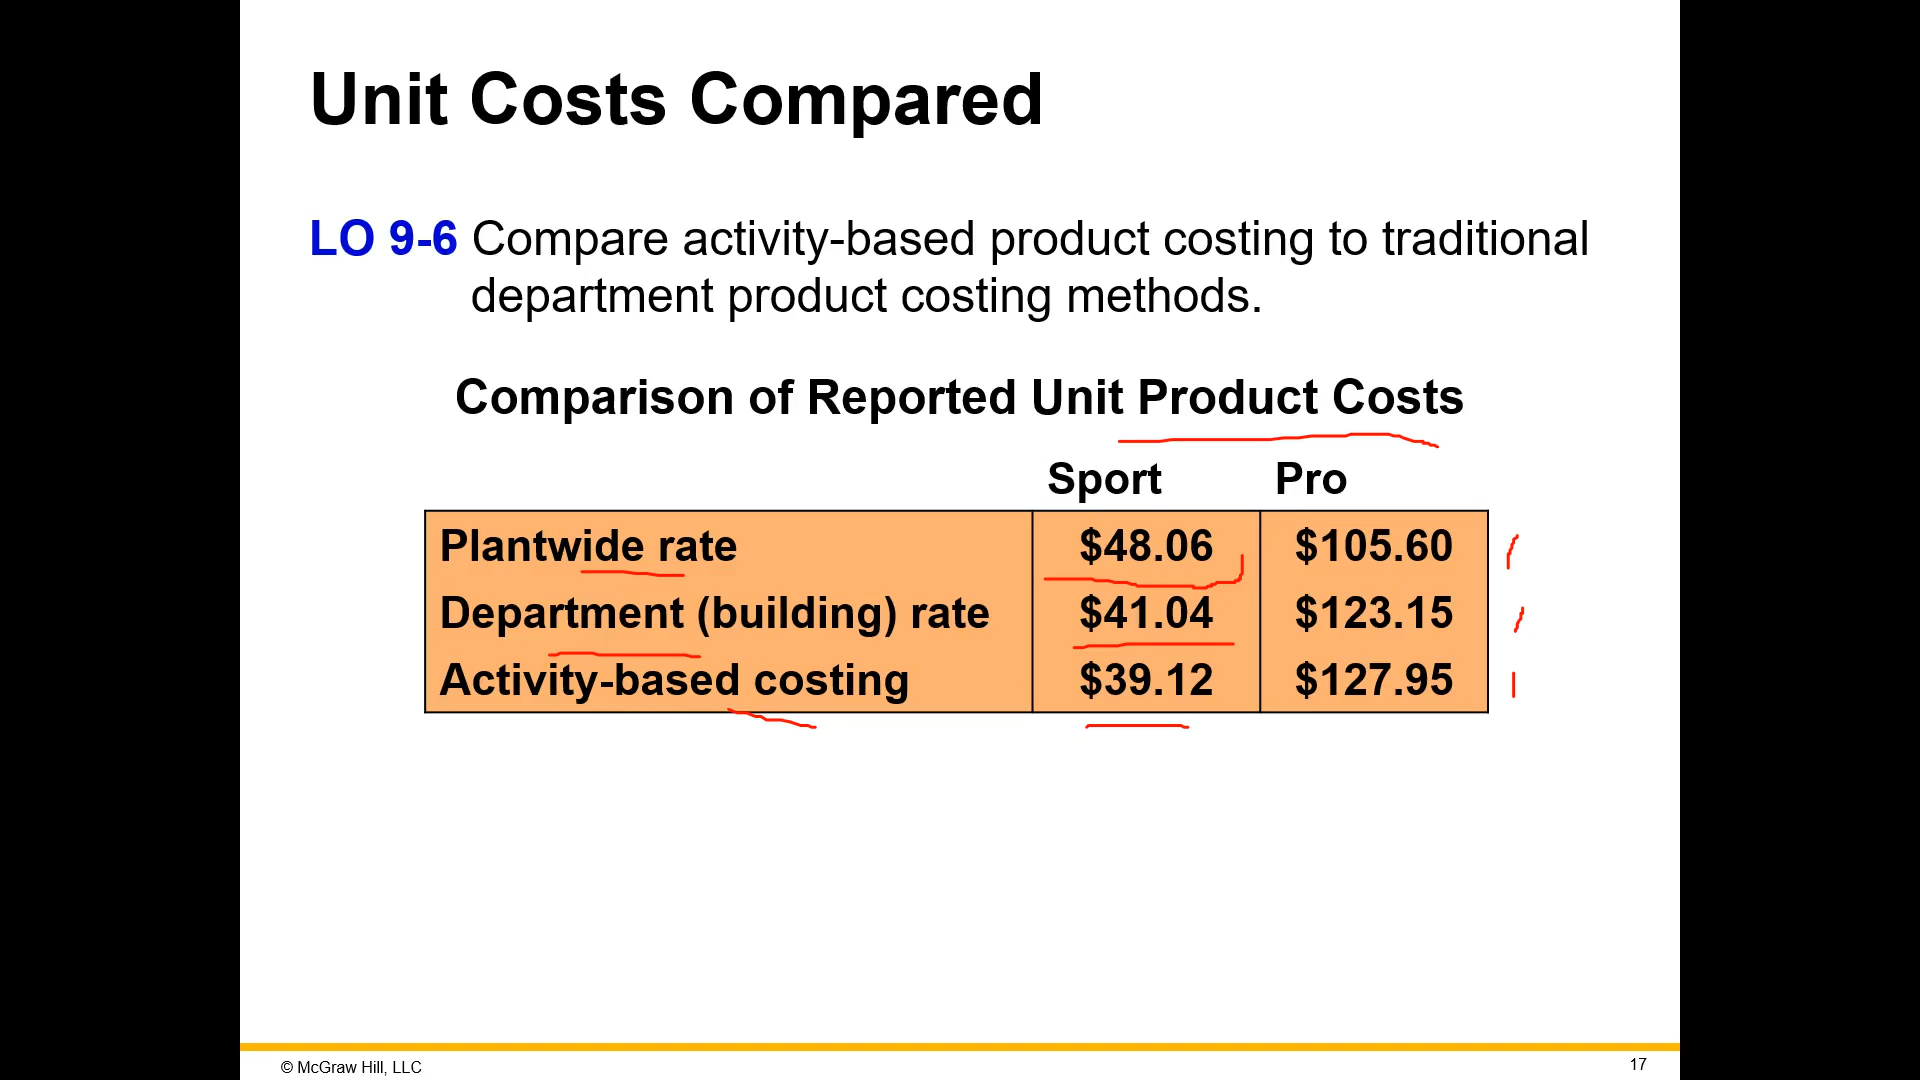 Unit Costs Compared
LO 9-6 Compare activity-based product costing to traditional
department product costing methods.
Comparison of Reported Unit Product Costs
Sport Pro
Plantwide rate $48.06 $105.60
Department (building) rate $41.04 $123.15
Activity-based costing $39.12 $127.95
© McGraw Hill, LLC 17